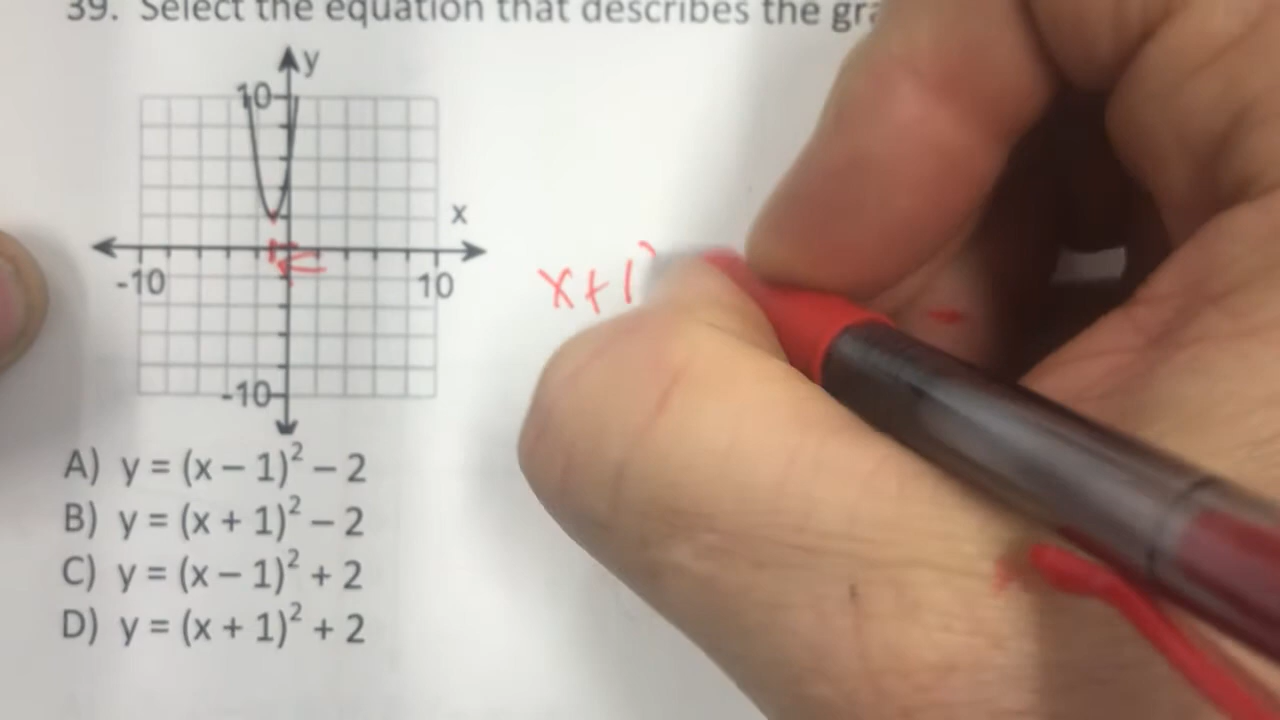 39. Select the equation that describes the
y
10
x
-10
10
x+1
-10
A) y = (x – 1)² – 2
B) y = (x + 1)² – 2
C) y = (x – 1)² + 2
D) y = (x + 1)² + 2